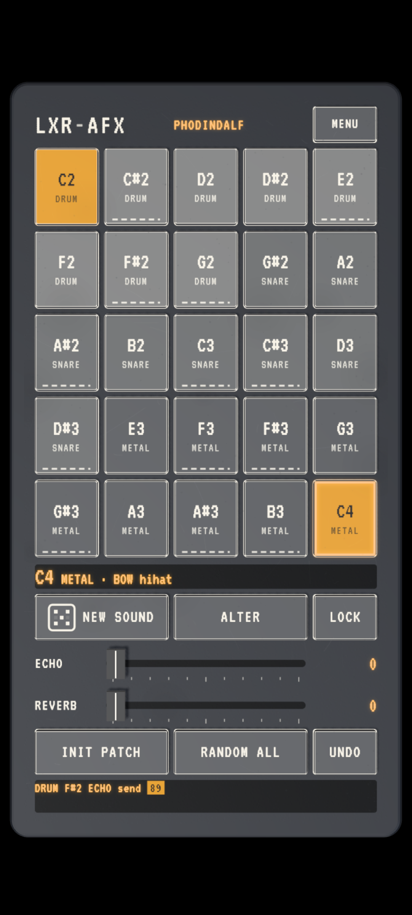 LXR-AFX PHODINDALF MENU
C2 C#2 D2 D#2 E2
DRUM DRUM DRUM DRUM DRUM
F2 F#2 G2 G#2 A2
DRUM DRUM DRUM SNARE SNARE
A#2 B2 C3 C#3 D3
SNARE SNARE SNARE SNARE SNARE
D#3 E3 F3 F#3 G3
SNARE METAL METAL METAL METAL
G#3 A3 A#3 B3 C4
METAL METAL METAL METAL METAL
C4 METAL · BOW hihat
NEW SOUND ALTER LOCK
ECHO 0
REVERB 0
INIT PATCH RANDOM ALL UNDO
DRUM F#2 ECHO send 89